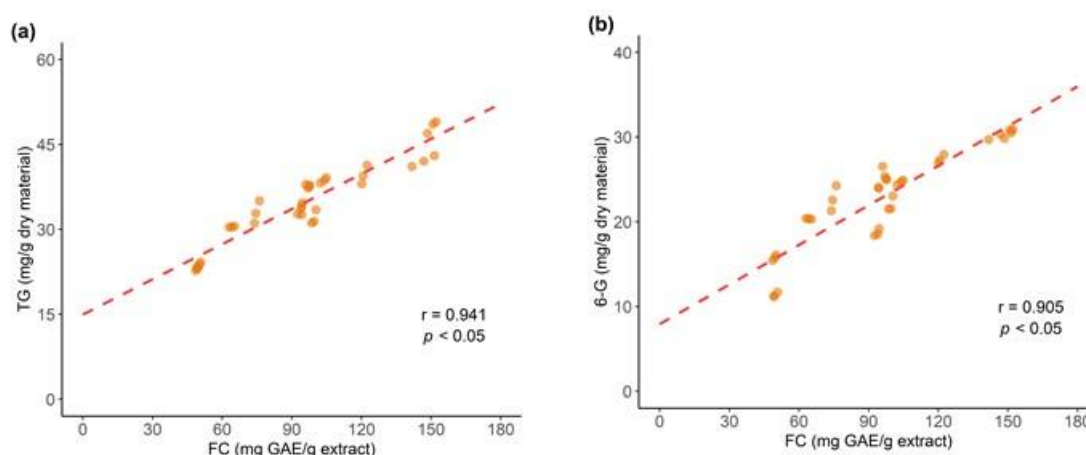 (a)
60
45
30
15
0
TG (mg/g dry material)
r = 0.941
p < 0.05
0 30 60 90 120 150 180
FC (mg GAE/g extract)
(b)
40
30
20
10
0
6-G (mg/g dry material)
r = 0.905
p < 0.05
0 30 60 90 120 150 180
FC (mg GAE/g extract)